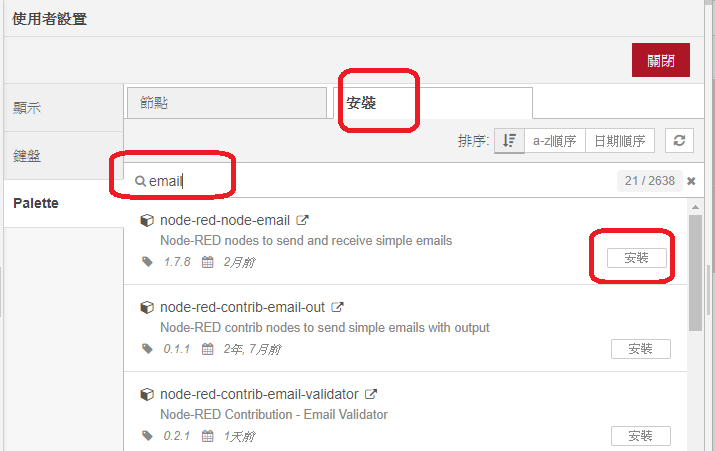 使用者設置
關閉
顯示
節點
安裝
鍵盤
排序:
a-z順序
日期順序
email
21 / 2638
Palette
node-red-node-email
Node-RED nodes to send and receive simple emails
1.7.8 2月前
安裝
node-red-contrib-email-out
Node-RED contrib nodes to send simple emails with output
0.1.1 2年, 7月前
安裝
node-red-contrib-email-validator
Node-RED Contribution - Email Validator
0.2.1 1天前
安裝